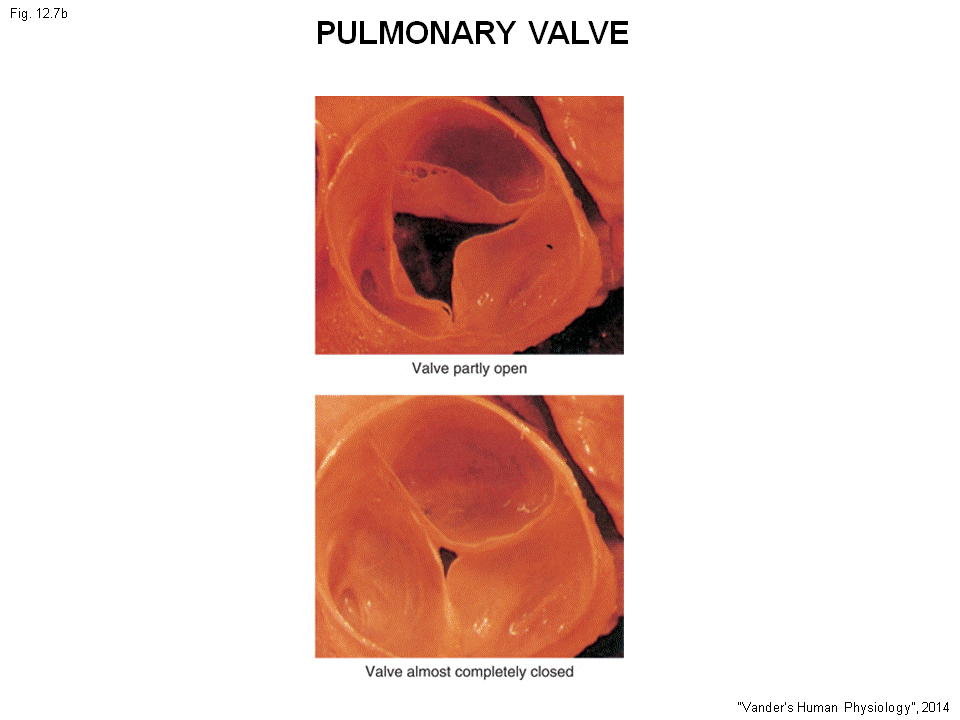 Fig. 12.7b
PULMONARY VALVE
Valve partly open
Valve almost completely closed
"Vander's Human Physiology", 2014